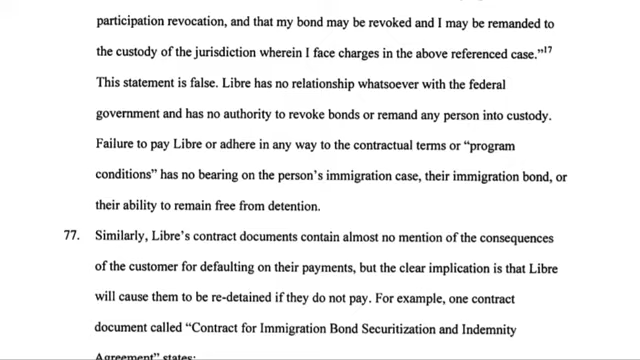 participation revocation, and that my bond may be revoked and I may be remanded to
the custody of the jurisdiction wherein I face charges in the above referenced case.”17
This statement is false. Libre has no relationship whatsoever with the federal
government and has no authority to revoke bonds or remand any person into custody.
Failure to pay Libre or adhere in any way to the contractual terms or “program
conditions” has no bearing on the person’s immigration case, their immigration bond, or
their ability to remain free from detention.
77. Similarly, Libre’s contract documents contain almost no mention of the consequences
of the customer for defaulting on their payments, but the clear implication is that Libre
will cause them to be re-detained if they do not pay. For example, one contract
document called “Contract for Immigration Bond Securitization and Indemnity
Agreement” states: